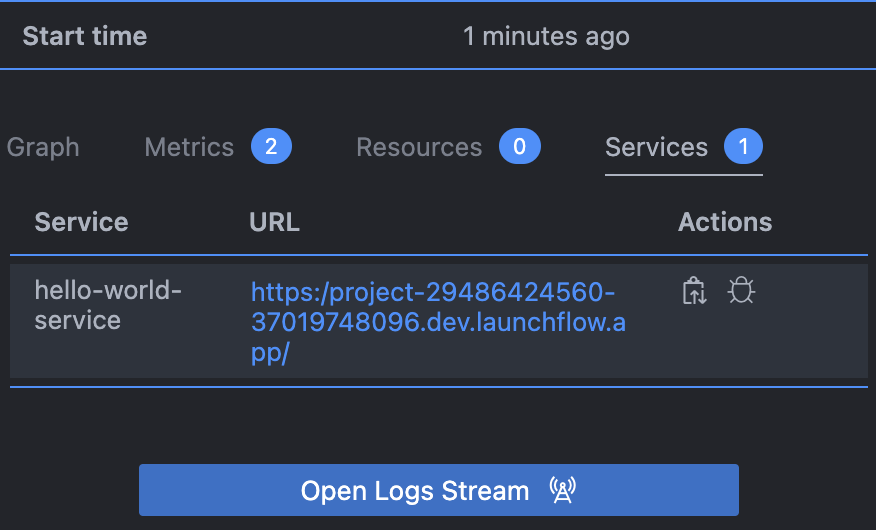 Start time 1 minutes ago
Graph Metrics 2 Resources 0 Services 1
Service URL Actions
hello-world-
service
https:/project-29486424560-
37019748096.dev.launchflow.a
pp/
Open Logs Stream